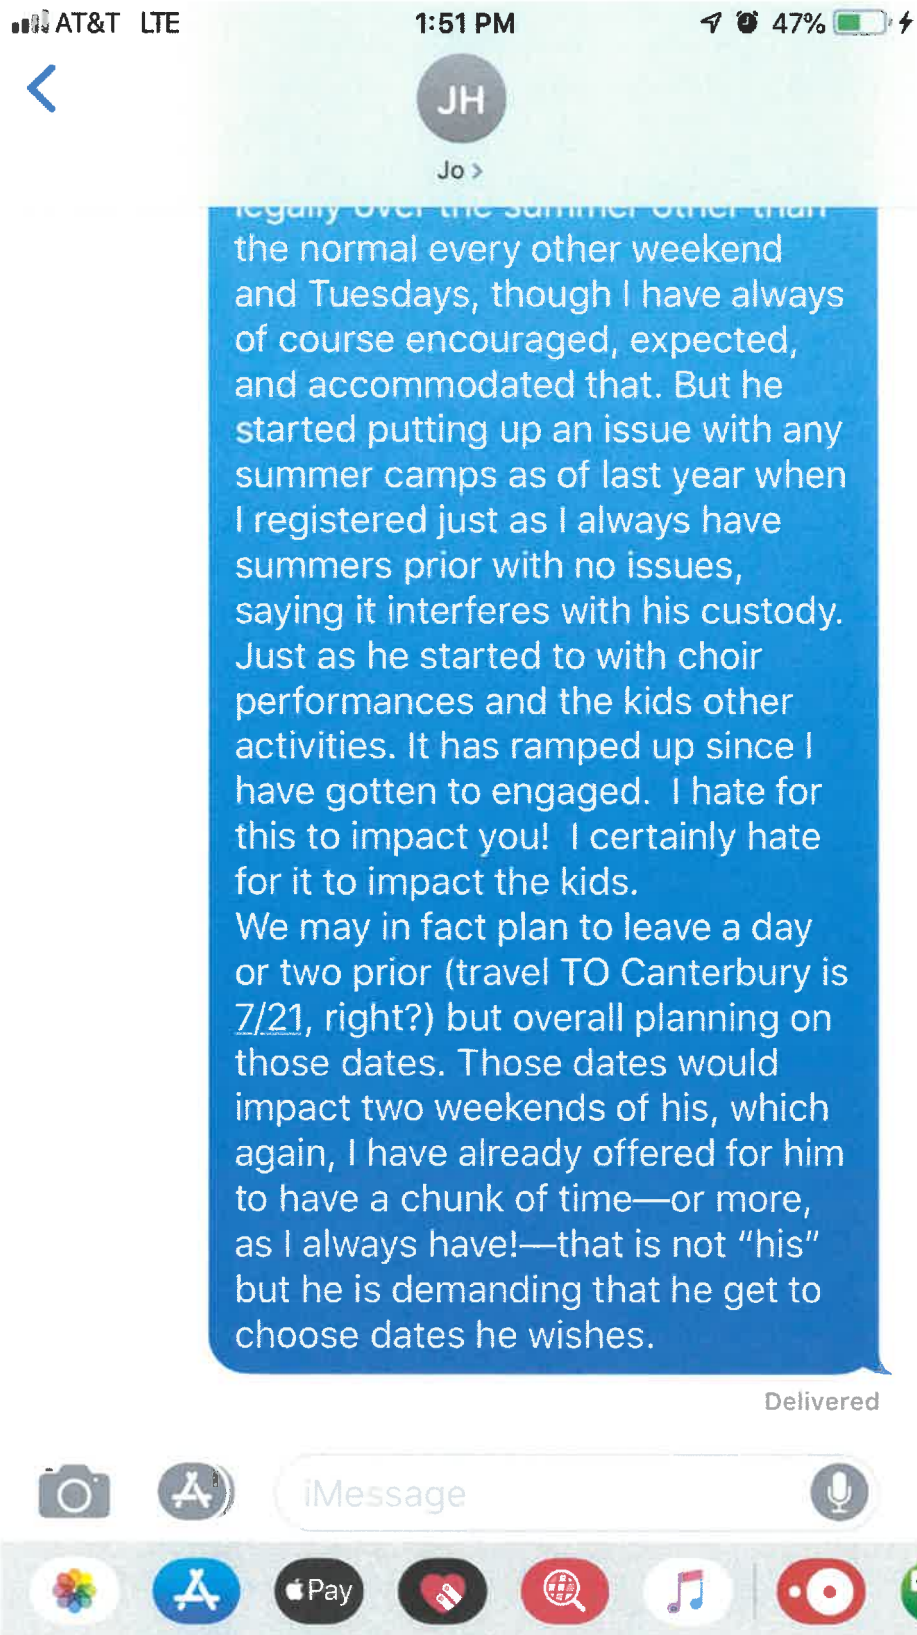 AT&T LTE 1:51 PM 47%
JH
Jo >
legally over the summer other than
the normal every other weekend
and Tuesdays, though I have always
of course encouraged, expected,
and accommodated that. But he
started putting up an issue with any
summer camps as of last year when
I registered just as I always have
summers prior with no issues,
saying it interferes with his custody.
Just as he started to with choir
performances and the kids other
activities. It has ramped up since I
have gotten to engaged.  I hate for
this to impact you!  I certainly hate
for it to impact the kids.
We may in fact plan to leave a day
or two prior (travel TO Canterbury is
7/21, right?) but overall planning on
those dates. Those dates would
impact two weekends of his, which
again, I have already offered for him
to have a chunk of time—or more,
as I always have!—that is not "his"
but he is demanding that he get to
choose dates he wishes.
Delivered
iMessage
Pay